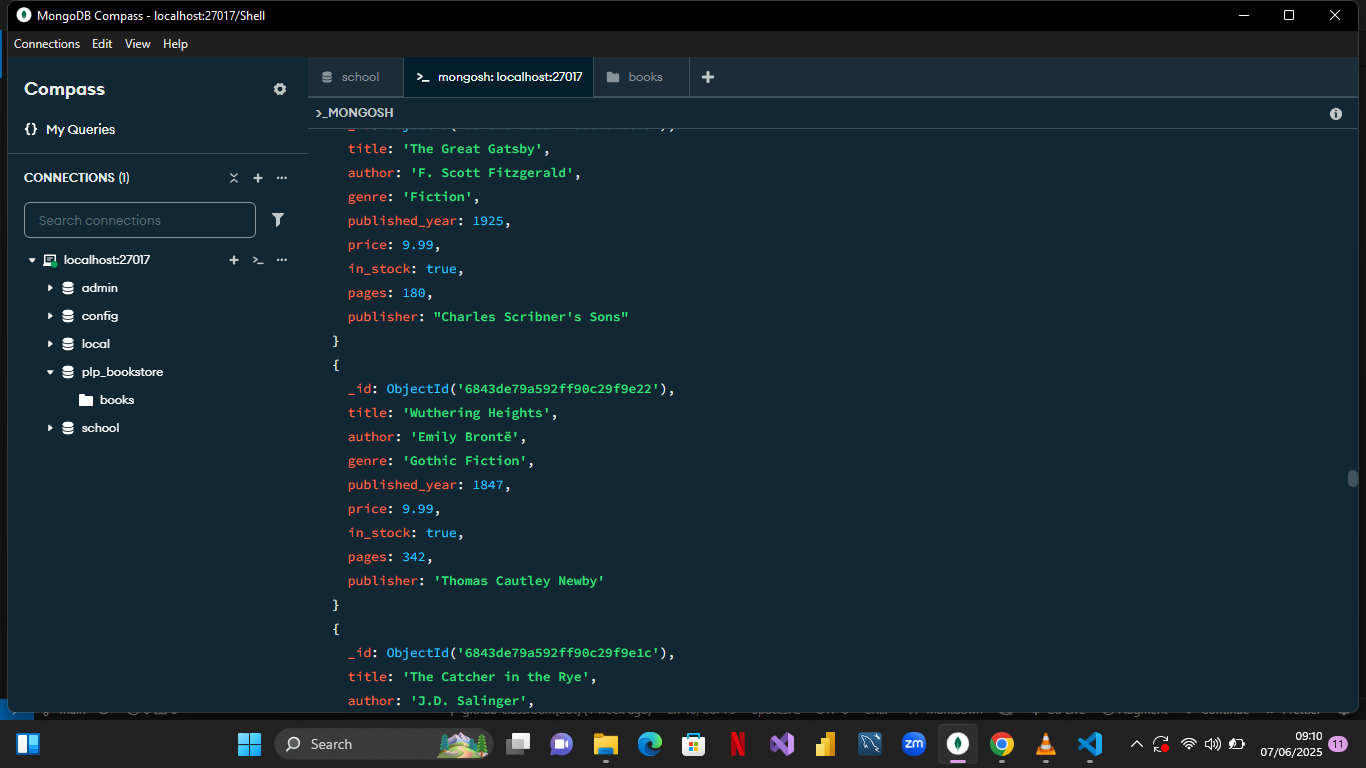 MongoDB Compass - localhost:27017/Shell
Connections Edit View Help
Compass
{} My Queries
CONNECTIONS (1)
Search connections
localhost:27017
admin
config
local
plp_bookstore
books
school
school
>_ mongosh: localhost:27017
books
>_MONGOSH
title: 'The Great Gatsby',
author: 'F. Scott Fitzgerald',
genre: 'Fiction',
published_year: 1925,
price: 9.99,
in_stock: true,
pages: 180,
publisher: "Charles Scribner's Sons"
}
{
_id: ObjectId('6843de79a592ff90c29f9e22'),
title: 'Wuthering Heights',
author: 'Emily Brontë',
genre: 'Gothic Fiction',
published_year: 1847,
price: 9.99,
in_stock: true,
pages: 342,
publisher: 'Thomas Cautley Newby'
}
{
_id: ObjectId('6843de79a592ff90c29f9e1c'),
title: 'The Catcher in the Rye',
author: 'J.D. Salinger',
Search
zm
09:10
07/06/2025
11